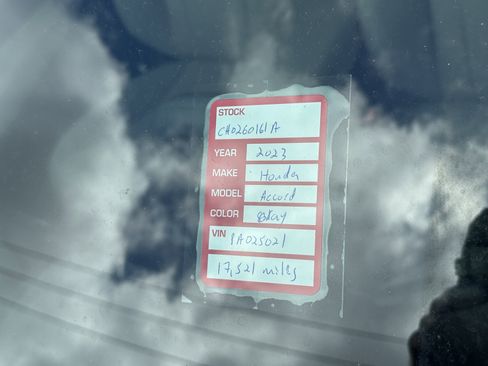 STOCK
CH0260161A
YEAR 2023
MAKE Honda
MODEL Accord
COLOR Gray
VIN PA025021
17,521 miles